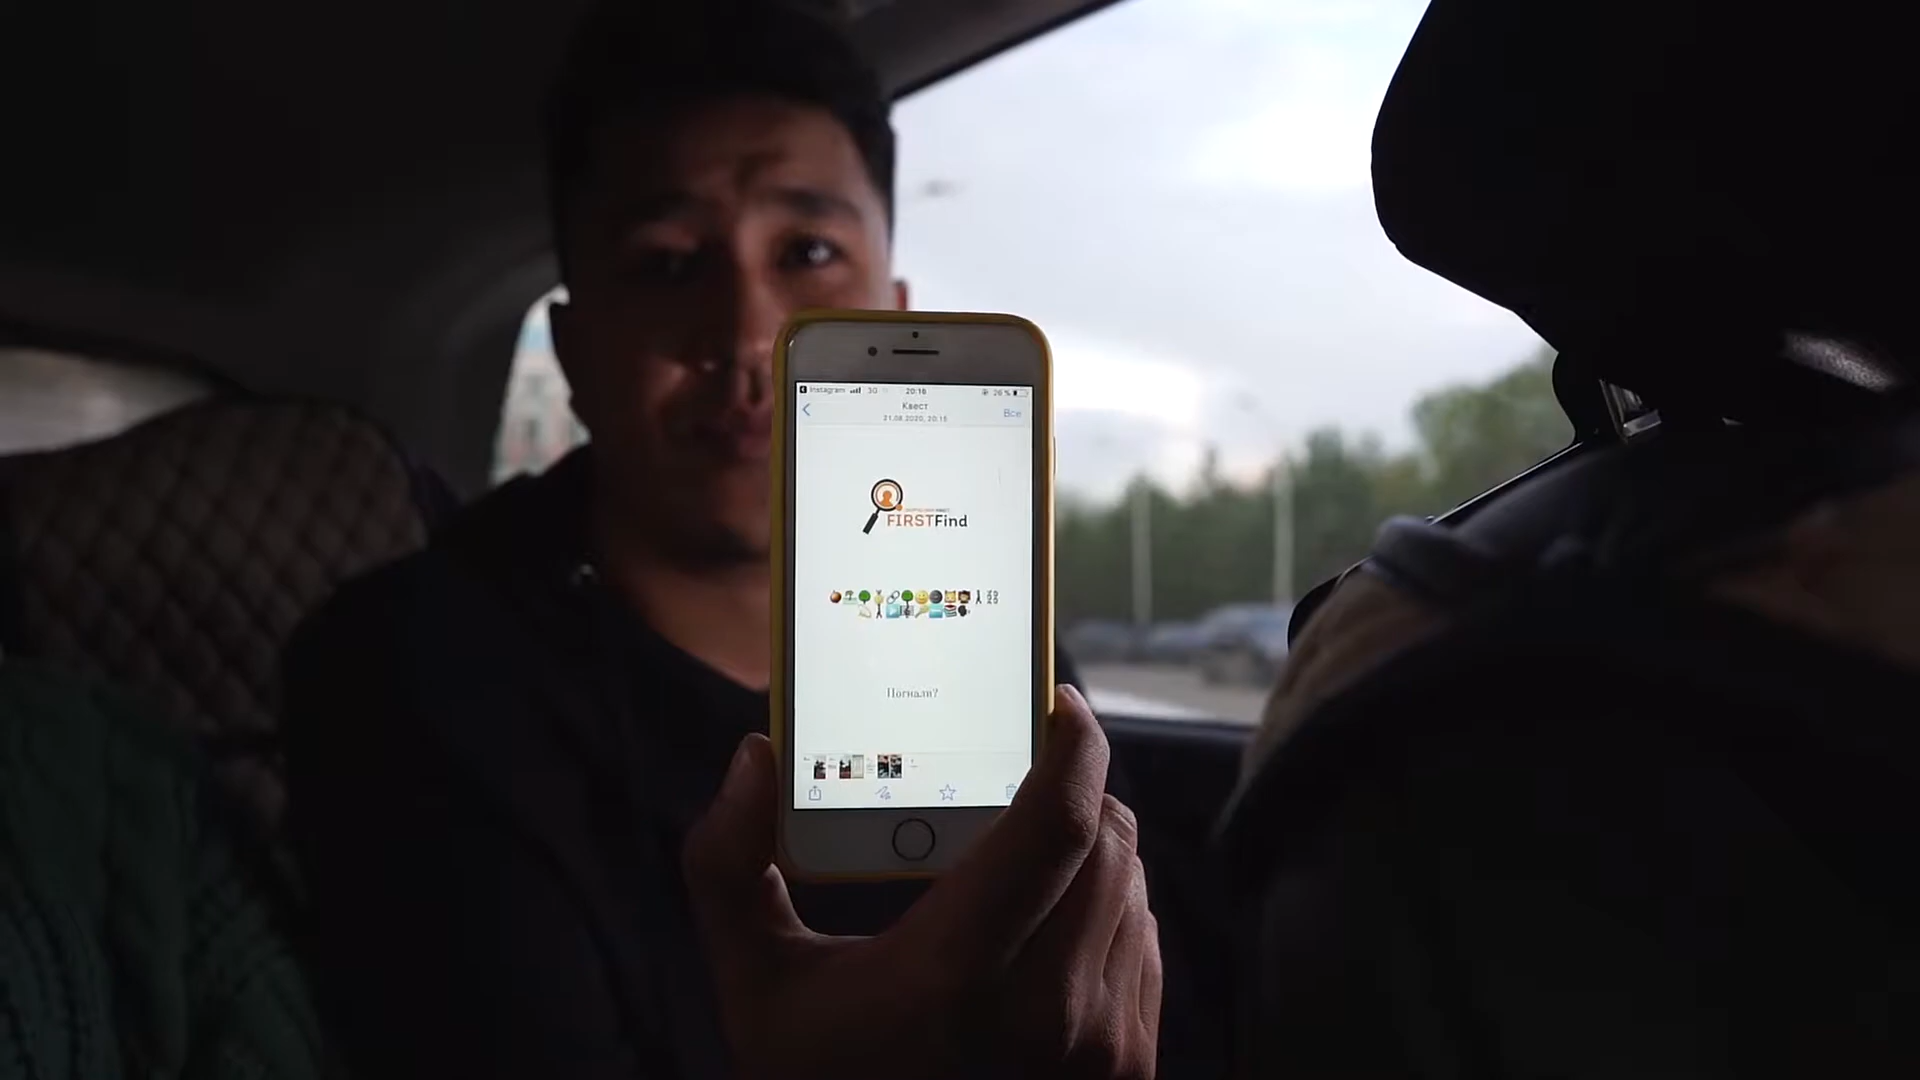 Instagram 3G 20:16 26 %
Квест
21.08.2020, 20:15
Все
FIRSTFind
Погнали?